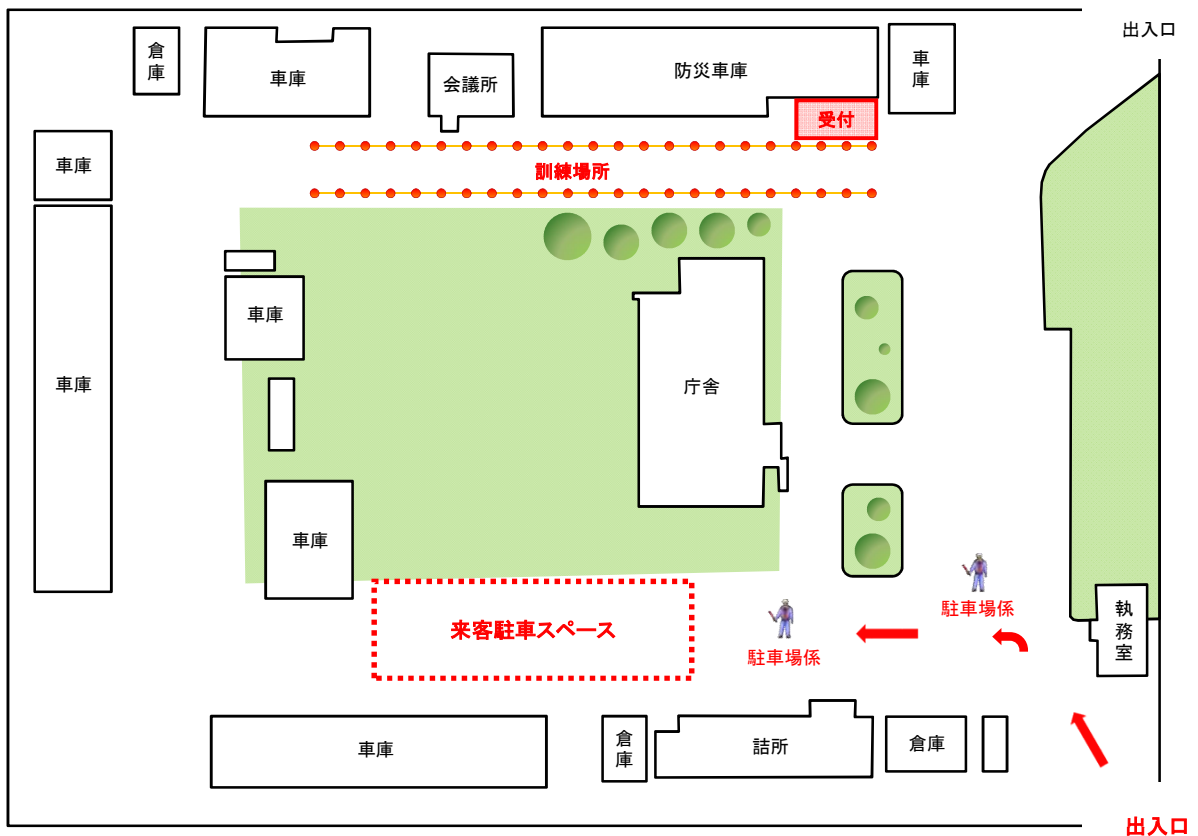 出入口
倉庫
車庫
会議所
防災車庫
車庫
受付
車庫
訓練場所
車庫
車庫
庁舎
車庫
駐車場係
執務室
来客駐車スペース
駐車場係
車庫
倉庫
詰所
倉庫
出入口